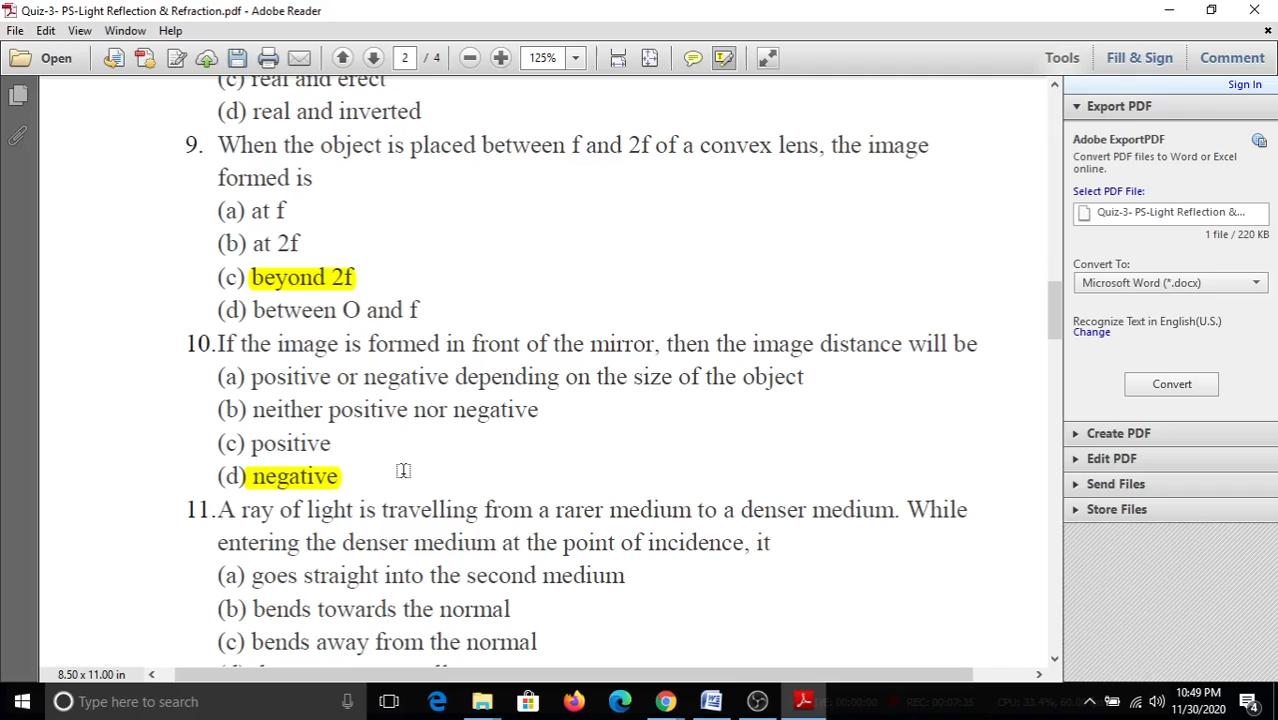 Quiz-3- PS-Light Reflection & Refraction.pdf - Adobe Reader
File Edit View Window Help
Open 2 / 4 125% Tools Fill & Sign Comment
Sign In
(c) real and erect
(d) real and inverted
9. When the object is placed between f and 2f of a convex lens, the image
formed is
(a) at f
(b) at 2f
(c) beyond 2f
(d) between O and f
10.If the image is formed in front of the mirror, then the image distance will be
(a) positive or negative depending on the size of the object
(b) neither positive nor negative
(c) positive
(d) negative
11.A ray of light is travelling from a rarer medium to a denser medium. While
entering the denser medium at the point of incidence, it
(a) goes straight into the second medium
(b) bends towards the normal
(c) bends away from the normal
8.50 x 11.00 in
Export PDF
Adobe ExportPDF
Convert PDF files to Word or Excel
online.
Select PDF File:
Quiz-3- PS-Light Reflection &...
1 file / 220 KB
Convert To:
Microsoft Word (*.docx)
Recognize Text in English(U.S.)
Change
Convert
Create PDF
Edit PDF
Send Files
Store Files
Type here to search
REC: 00:07:35
10:49 PM
11/30/2020
4